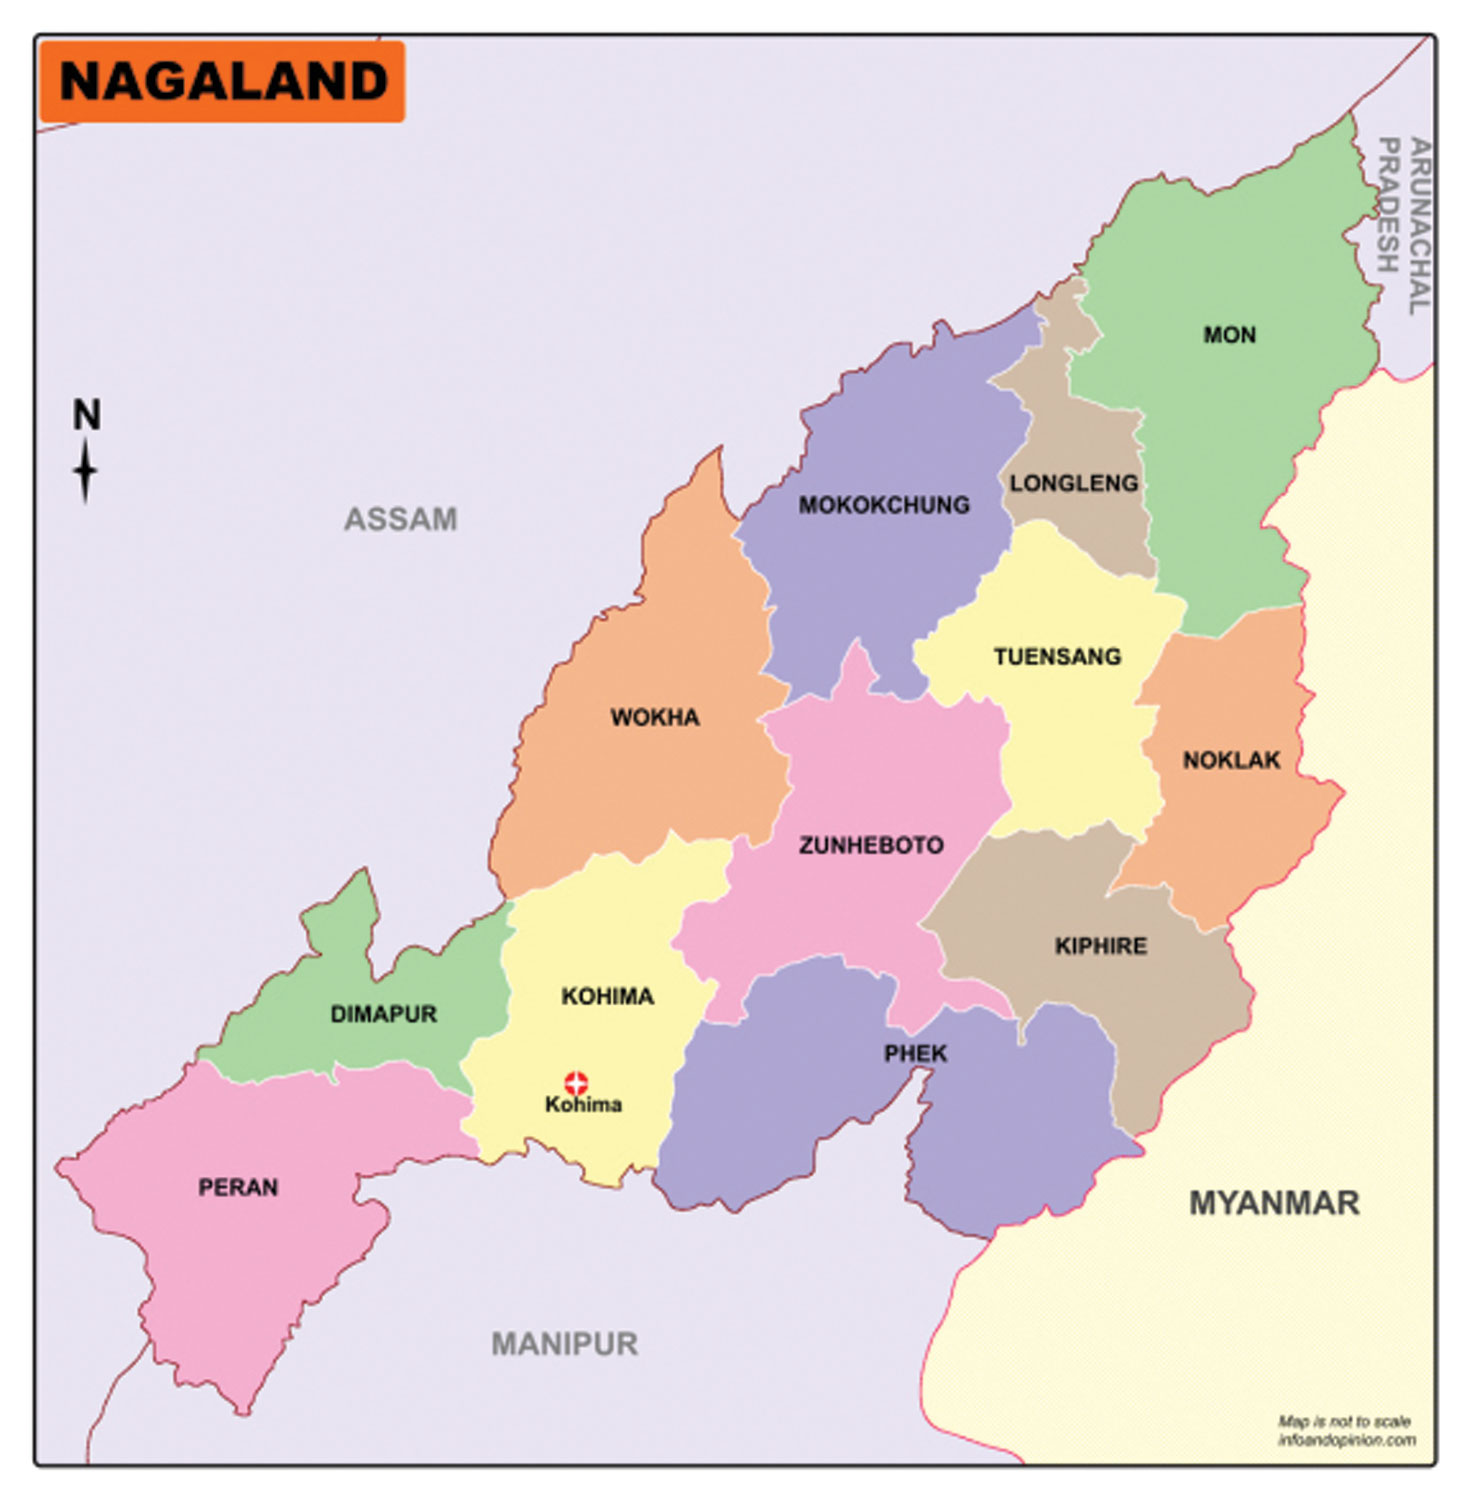 NAGALAND
ARUNACHAL
PRADESH
MON
N
LONGLENG
MOKOKCHUNG
ASSAM
TUENSANG
WOKHA
NOKLAK
ZUNHEBOTO
KIPHIRE
KOHIMA
DIMAPUR
PHEK
Kohima
PERAN
MYANMAR
MANIPUR
Map is not to scale
infoandopinion.com